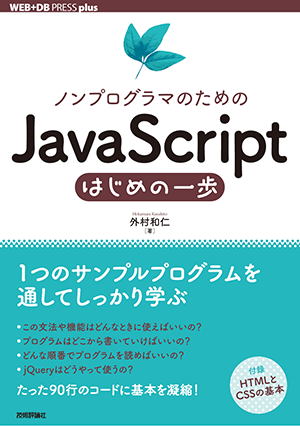 WEB+DB PRESS plus
ノンプログラマのための
JavaScript
はじめの一歩
外村和仁
[著]
1つのサンプルプログラムを
通してしっかり学ぶ
•この文法や機能はどんなときに使えばいいの?
•プログラムはどこから書いていけばいいの?
•どんな順番でプログラムを読めばいいの?
•jQueryはどうやって使うの?
たった90行のコードに基本を凝縮!
付録
HTMLと
CSSの基本
技術評論社